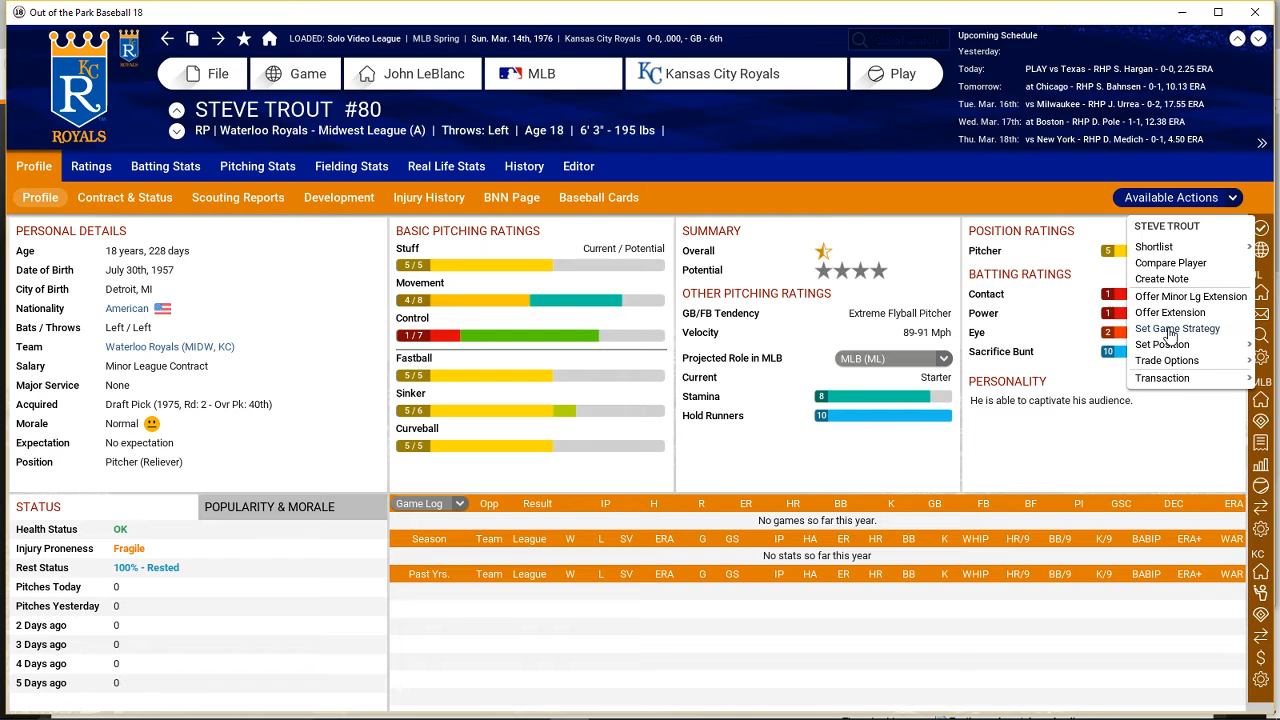 Out of the Park Baseball 18
LOADED: Solo Video League | MLB Spring | Sun. Mar. 14th, 1976 | Kansas City Royals 0-0, .000, - GB - 6th
Upcoming Schedule
Yesterday:
Today: PLAY vs Texas - RHP S. Hargan - 0-0, 2.25 ERA
Tomorrow: at Chicago - RHP S. Bahnsen - 0-1, 10.13 ERA
Tue. Mar. 16th: vs Milwaukee - RHP J. Urrea - 0-2, 17.55 ERA
Wed. Mar. 17th: at Boston - RHP D. Pole - 1-1, 12.38 ERA
Thu. Mar. 18th: vs New York - RHP D. Medich - 0-1, 4.50 ERA
KC
R
ROYALS
File Game John LeBlanc MLB KC Kansas City Royals Play
STEVE TROUT #80
RP | Waterloo Royals - Midwest League (A) | Throws: Left | Age 18 | 6' 3" - 195 lbs |
Profile Ratings Batting Stats Pitching Stats Fielding Stats Real Life Stats History Editor
Profile Contract & Status Scouting Reports Development Injury History BNN Page Baseball Cards Available Actions
PERSONAL DETAILS
Age 18 years, 228 days
Date of Birth July 30th, 1957
City of Birth Detroit, MI
Nationality American
Bats / Throws Left / Left
Team Waterloo Royals (MIDW, KC)
Salary Minor League Contract
Major Service None
Acquired Draft Pick (1975, Rd: 2 - Ovr Pk: 40th)
Morale Normal
Expectation No expectation
Position Pitcher (Reliever)
BASIC PITCHING RATINGS
Stuff Current / Potential
5 / 5
Movement
4 / 8
Control
1 / 7
Fastball
5 / 5
Sinker
5 / 6
Curveball
5 / 5
SUMMARY
Overall
Potential
OTHER PITCHING RATINGS
GB/FB Tendency Extreme Flyball Pitcher
Velocity 89-91 Mph
Projected Role in MLB MLB (ML)
Current Starter
Stamina 8
Hold Runners 10
POSITION RATINGS
Pitcher 5
BATTING RATINGS
Contact 1
Power 1
Eye 2
Sacrifice Bunt 10
PERSONALITY
He is able to captivate his audience.
STEVE TROUT
Shortlist
Compare Player
Create Note
Offer Minor Lg Extension
Offer Extension
Set Game Strategy
Set Position
Trade Options
Transaction
MLB
KC
STATUS POPULARITY & MORALE
Health Status OK
Injury Proneness Fragile
Rest Status 100% - Rested
Pitches Today 0
Pitches Yesterday 0
2 Days ago 0
3 Days ago 0
4 Days ago 0
5 Days ago 0
Game Log Opp Result IP H R ER HR BB K GB FB BF PI GSC DEC ERA
No games so far this year.
Season Team League W L SV ERA G GS IP HA ER HR BB K WHIP HR/9 BB/9 K/9 BABIP ERA+ WAR
No stats so far this year
Past Yrs. Team League W L SV ERA G GS IP HA ER HR BB K WHIP HR/9 BB/9 K/9 BABIP ERA+ WAR